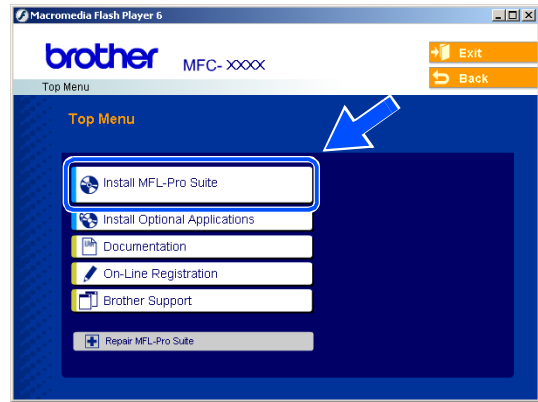 Macromedia Flash Player 6
brother MFC- XXXX
Exit
Back
Top Menu
Top Menu
Install MFL-Pro Suite
Install Optional Applications
Documentation
On-Line Registration
Brother Support
Repair MFL-Pro Suite